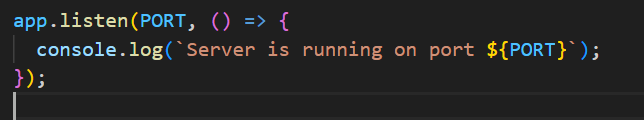 app.listen(PORT, () => {
  console.log(`Server is running on port ${PORT}`);
});